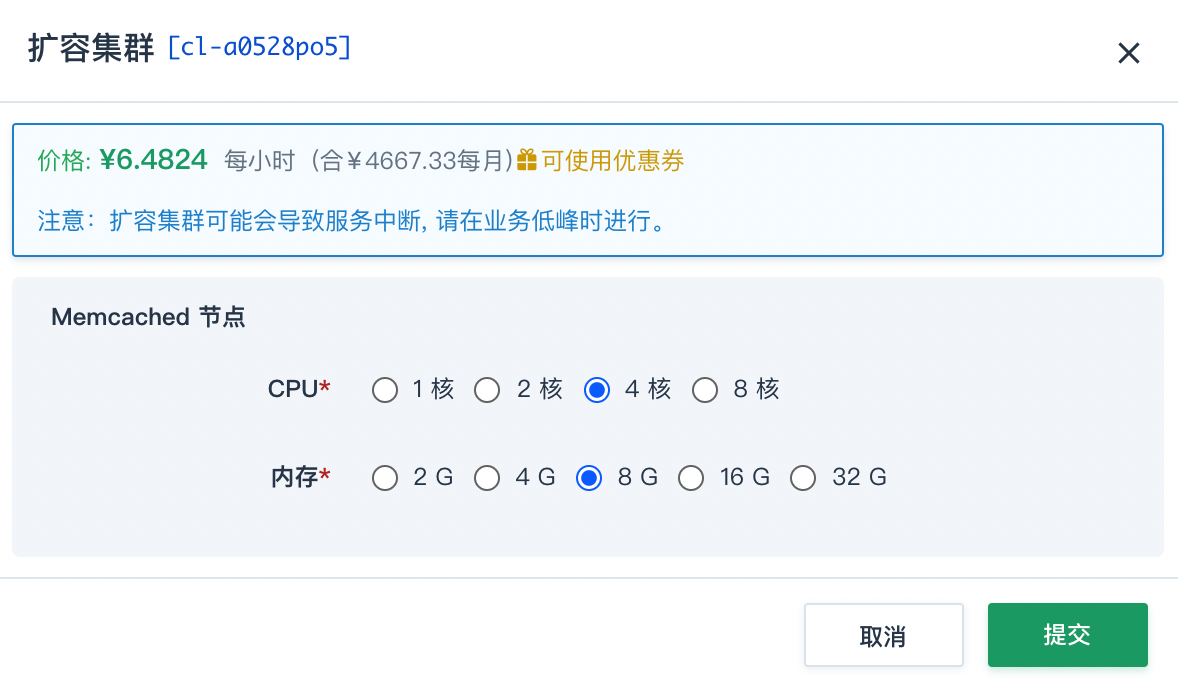 扩容集群 [cl-a0528po5]
价格: ¥6.4824 每小时（合￥4667.33每月）可使用优惠券
注意：扩容集群可能会导致服务中断, 请在业务低峰时进行。
Memcached 节点
CPU* 1 核 2 核 4 核 8 核
内存* 2 G 4 G 8 G 16 G 32 G
取消 提交